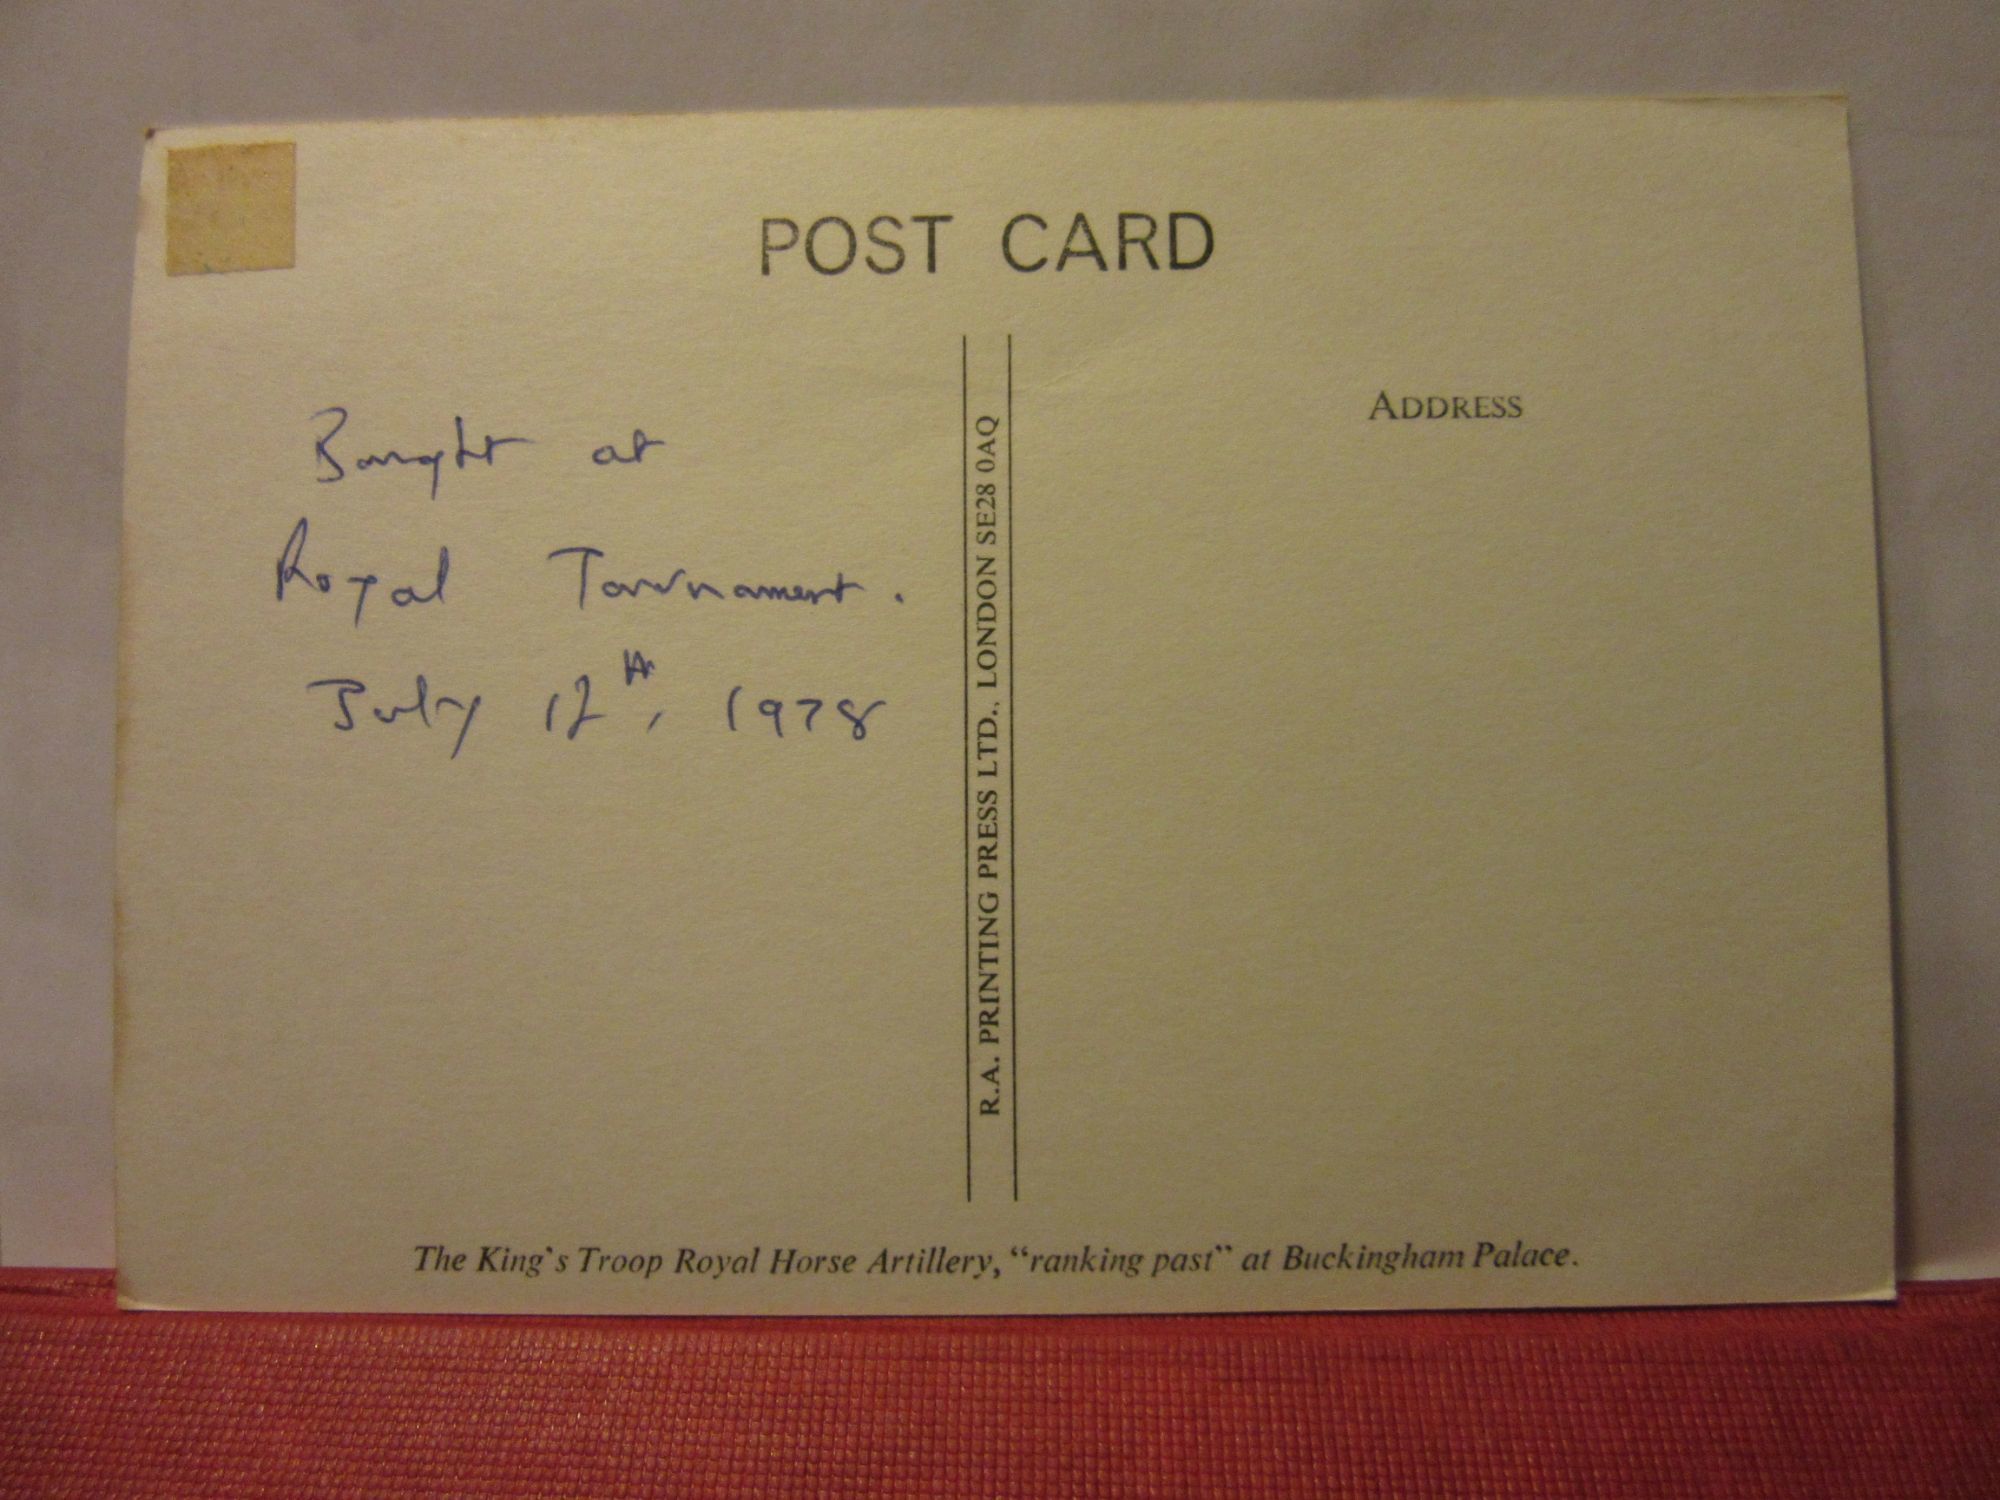 POST CARD
Bought at
Royal Tournament.
July 12th, 1978
R.A. PRINTING PRESS LTD., LONDON SE28 0AQ
ADDRESS
The King's Troop Royal Horse Artillery, “ranking past” at Buckingham Palace.